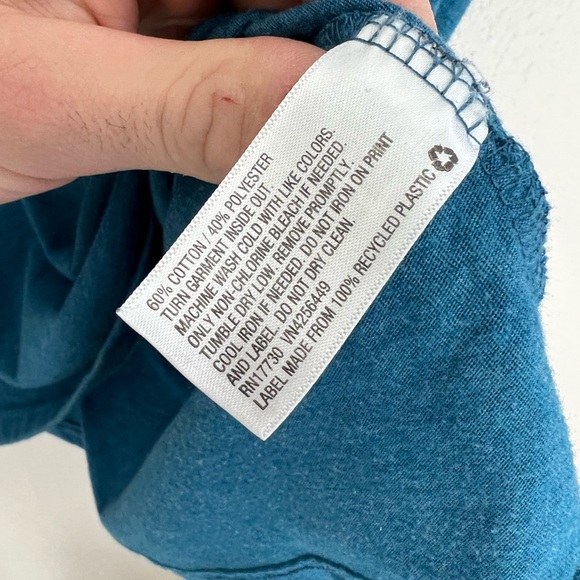 60% COTTON / 40% POLYESTER
TURN GARMENT INSIDE OUT.
MACHINE WASH COLD WITH LIKE COLORS.
ONLY NON-CHLORINE BLEACH IF NEEDED.
TUMBLE DRY LOW. REMOVE PROMPTLY.
COOL IRON IF NEEDED. DO NOT IRON ON PRINT
AND LABEL. DO NOT DRY CLEAN.
RN17730 VN4256449
LABEL MADE FROM 100% RECYCLED PLASTIC